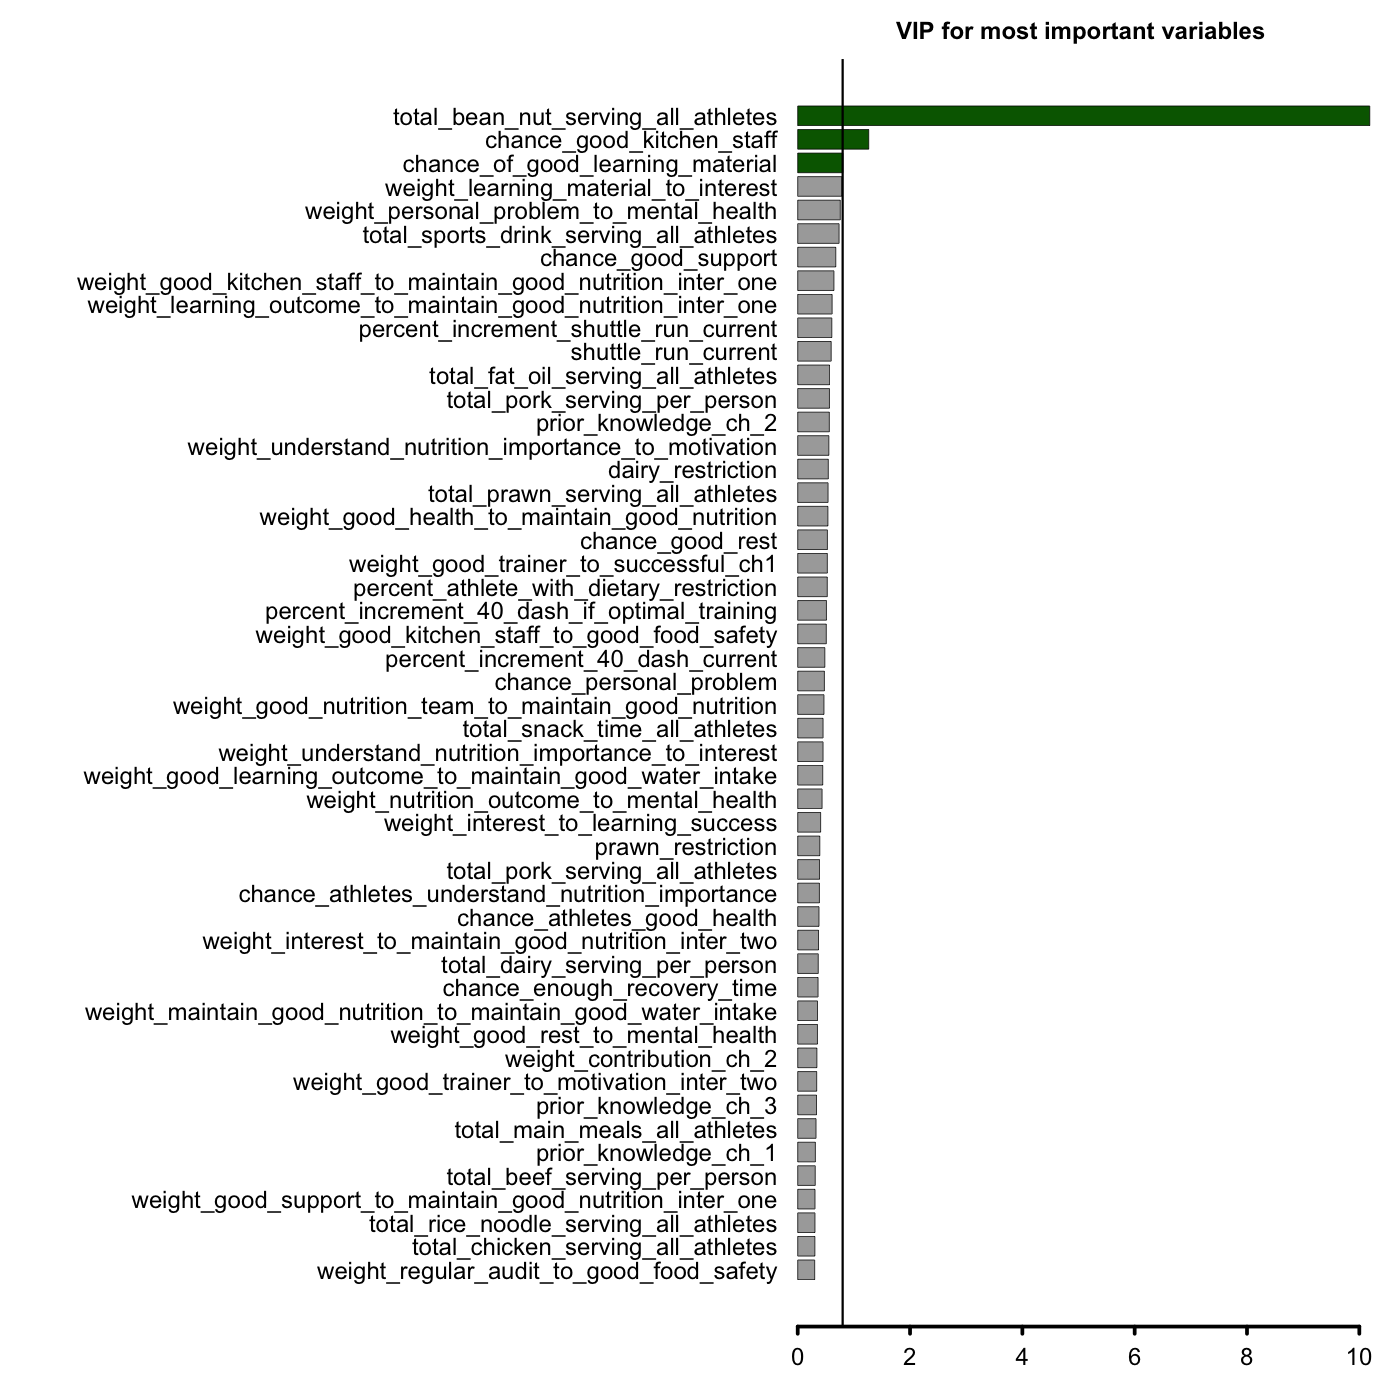 VIP for most important variables
total_bean_nut_serving_all_athletes
chance_good_kitchen_staff
chance_of_good_learning_material
weight_learning_material_to_interest
weight_personal_problem_to_mental_health
total_sports_drink_serving_all_athletes
chance_good_support
weight_good_kitchen_staff_to_maintain_good_nutrition_inter_one
weight_learning_outcome_to_maintain_good_nutrition_inter_one
percent_increment_shuttle_run_current
shuttle_run_current
total_fat_oil_serving_all_athletes
total_pork_serving_per_person
prior_knowledge_ch_2
weight_understand_nutrition_importance_to_motivation
dairy_restriction
total_prawn_serving_all_athletes
weight_good_health_to_maintain_good_nutrition
chance_good_rest
weight_good_trainer_to_successful_ch1
percent_athlete_with_dietary_restriction
percent_increment_40_dash_if_optimal_training
weight_good_kitchen_staff_to_good_food_safety
percent_increment_40_dash_current
chance_personal_problem
weight_good_nutrition_team_to_maintain_good_nutrition
total_snack_time_all_athletes
weight_understand_nutrition_importance_to_interest
weight_good_learning_outcome_to_maintain_good_water_intake
weight_nutrition_outcome_to_mental_health
weight_interest_to_learning_success
prawn_restriction
total_pork_serving_all_athletes
chance_athletes_understand_nutrition_importance
chance_athletes_good_health
weight_interest_to_maintain_good_nutrition_inter_two
total_dairy_serving_per_person
chance_enough_recovery_time
weight_maintain_good_nutrition_to_maintain_good_water_intake
weight_good_rest_to_mental_health
weight_contribution_ch_2
weight_good_trainer_to_motivation_inter_two
prior_knowledge_ch_3
total_main_meals_all_athletes
prior_knowledge_ch_1
total_beef_serving_per_person
weight_good_support_to_maintain_good_nutrition_inter_one
total_rice_noodle_serving_all_athletes
total_chicken_serving_all_athletes
weight_regular_audit_to_good_food_safety
0 2 4 6 8 10